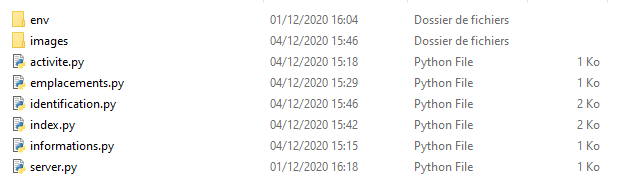 env 01/12/2020 16:04 Dossier de fichiers
images 04/12/2020 15:46 Dossier de fichiers
activite.py 04/12/2020 15:18 Python File 1 Ko
emplacements.py 04/12/2020 15:29 Python File 1 Ko
identification.py 04/12/2020 15:46 Python File 2 Ko
index.py 04/12/2020 15:42 Python File 2 Ko
informations.py 04/12/2020 15:15 Python File 1 Ko
server.py 01/12/2020 16:18 Python File 1 Ko